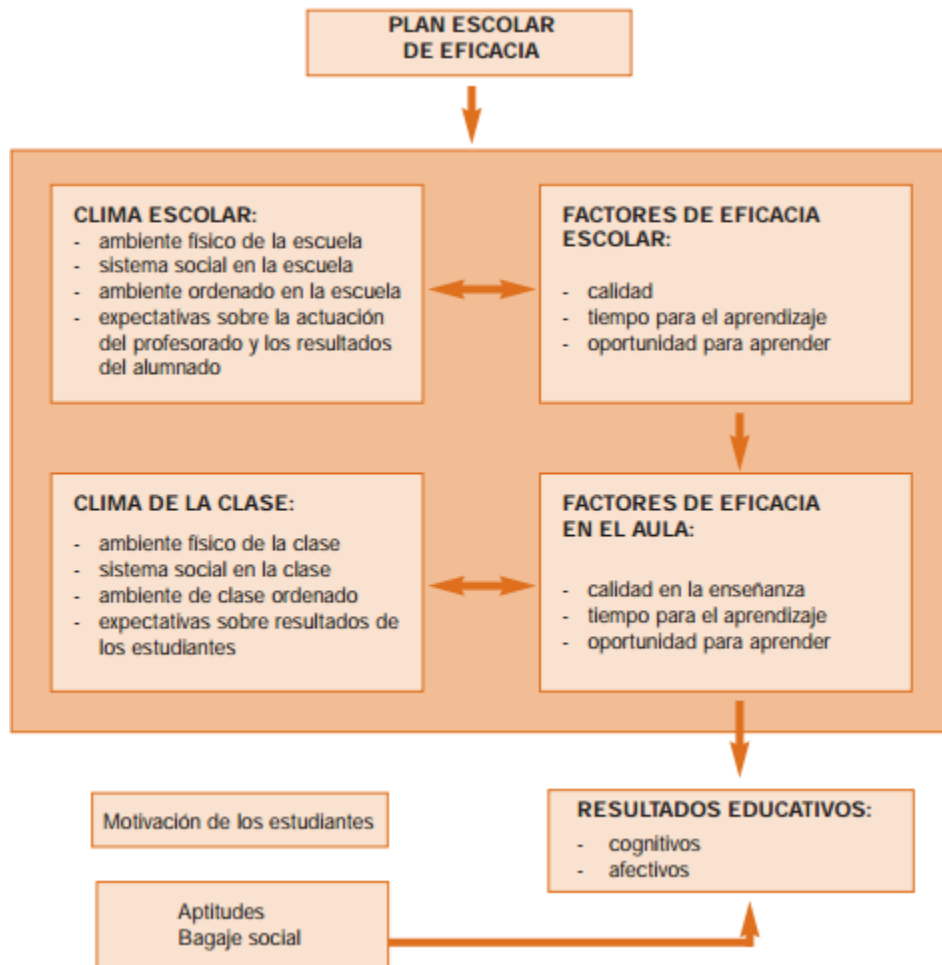 PLAN ESCOLAR
DE EFICACIA
CLIMA ESCOLAR:
- ambiente físico de la escuela
- sistema social en la escuela
- ambiente ordenado en la escuela
- expectativas sobre la actuación
del profesorado y los resultados
del alumnado
FACTORES DE EFICACIA
ESCOLAR:
- calidad
- tiempo para el aprendizaje
- oportunidad para aprender
CLIMA DE LA CLASE:
- ambiente físico de la clase
- sistema social en la clase
- ambiente de clase ordenado
- expectativas sobre resultados de
los estudiantes
FACTORES DE EFICACIA
EN EL AULA:
- calidad en la enseñanza
- tiempo para el aprendizaje
- oportunidad para aprender
Motivación de los estudiantes
RESULTADOS EDUCATIVOS:
- cognitivos
- afectivos
Aptitudes
Bagaje social